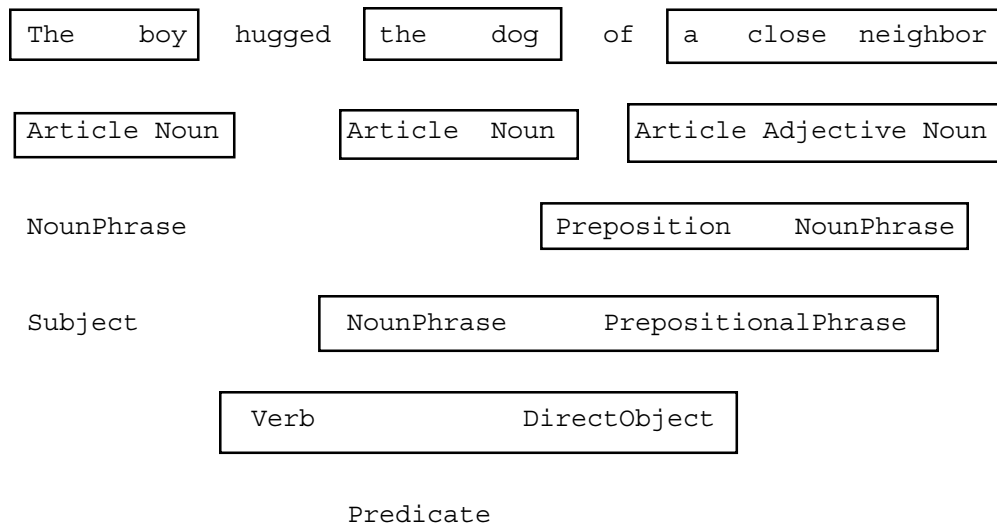 The boy hugged the dog of a close neighbor
Article Noun Article Noun Article Adjective Noun
NounPhrase Preposition NounPhrase
Subject NounPhrase PrepositionalPhrase
Verb DirectObject
Predicate